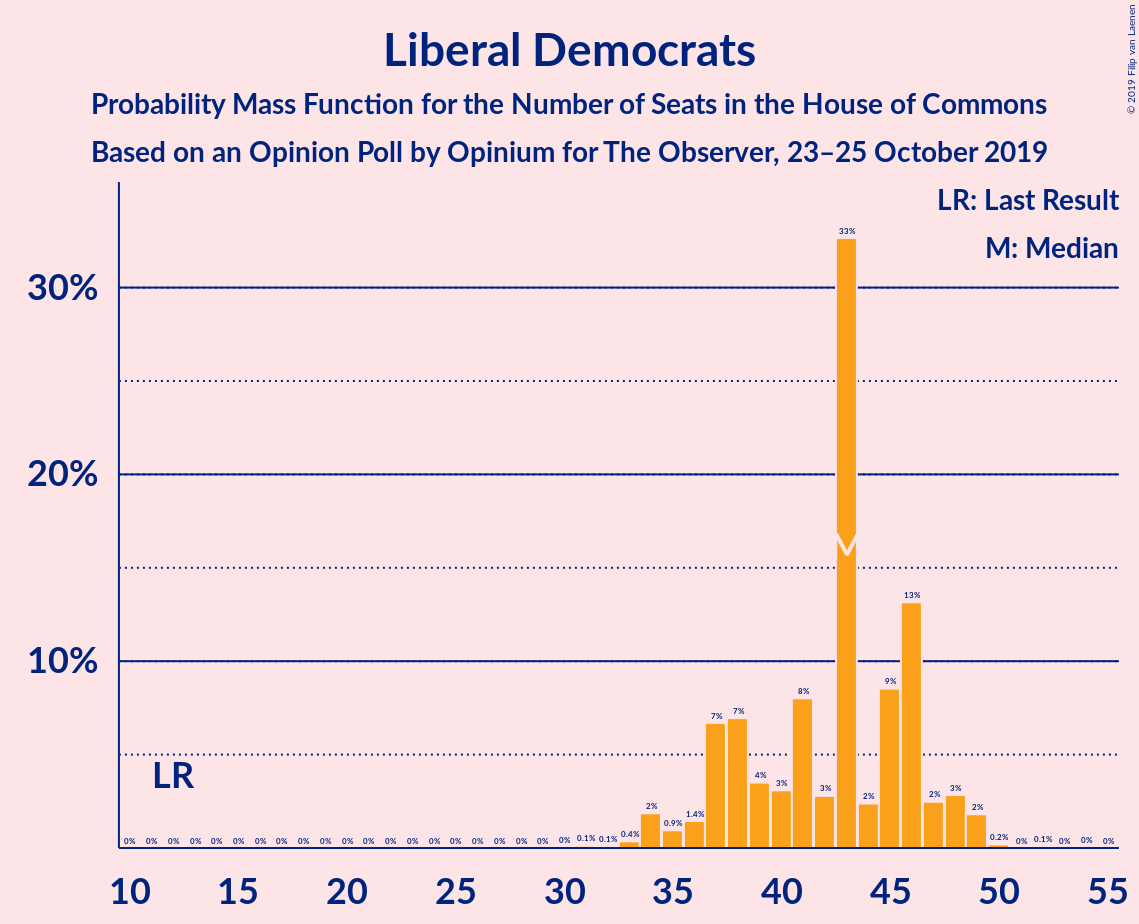 Liberal Democrats
Probability Mass Function for the Number of Seats in the House of Commons
Based on an Opinion Poll by Opinium for The Observer, 23–25 October 2019
© 2019 Filip van Laenen
LR: Last Result
M: Median
33%
30%
20%
M
13%
10%
9%
8%
7% 7%
LR
4% 3% 3% 2% 2% 3% 2%
2% 0.9% 1.4%
0% 0% 0% 0% 0% 0% 0% 0% 0% 0% 0% 0% 0% 0% 0% 0% 0% 0% 0% 0% 0% 0.1% 0.1% 0.4% 0.2% 0% 0.1% 0% 0% 0%
10 15 20 25 30 35 40 45 50 55